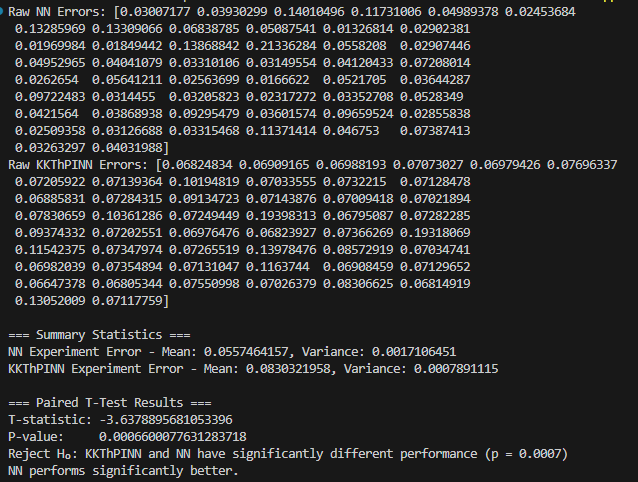 Raw NN Errors: [0.03007177 0.03930299 0.14010496 0.11731006 0.04989378 0.02453684
0.13285969 0.13309066 0.06838785 0.05087541 0.01326814 0.02902381
0.01969984 0.01849442 0.13868842 0.21336284 0.0558208  0.02907446
0.04952965 0.04041079 0.03310106 0.03149554 0.04120433 0.07208014
0.0262654  0.05641211 0.02563699 0.0166622  0.0521705  0.03644287
0.09722483 0.0314455  0.03205823 0.02317272 0.03352708 0.0528349
0.0421564  0.03868938 0.09295479 0.03601574 0.09659524 0.02855838
0.02509358 0.03126688 0.03315468 0.11371414 0.046753   0.07387413
0.03263297 0.04031988]
Raw KKThPINN Errors: [0.06824834 0.06909165 0.06988193 0.07073027 0.06979426 0.07696337
0.07205922 0.07139364 0.10194819 0.07033555 0.0732215  0.07128478
0.06885831 0.07284315 0.09134723 0.07143876 0.07009418 0.07021894
0.07830659 0.10361286 0.07249449 0.19398313 0.06795087 0.07282285
0.09374332 0.07202551 0.06976476 0.06823927 0.07366269 0.19318069
0.11542375 0.07347974 0.07265519 0.13978476 0.08572919 0.07034741
0.06982039 0.07354894 0.07131047 0.1163744  0.06908459 0.07129652
0.06647378 0.06805344 0.07550998 0.07026379 0.08306625 0.06814919
0.13052009 0.07117759]
=== Summary Statistics ===
NN Experiment Error - Mean: 0.0557464157, Variance: 0.0017106451
KKThPINN Experiment Error - Mean: 0.0830321958, Variance: 0.0007891115
=== Paired T-Test Results ===
T-statistic: -3.6378895681053396
P-value:     0.0006600077631283718
Reject H₀: KKThPINN and NN have significantly different performance (p = 0.0007)
NN performs significantly better.